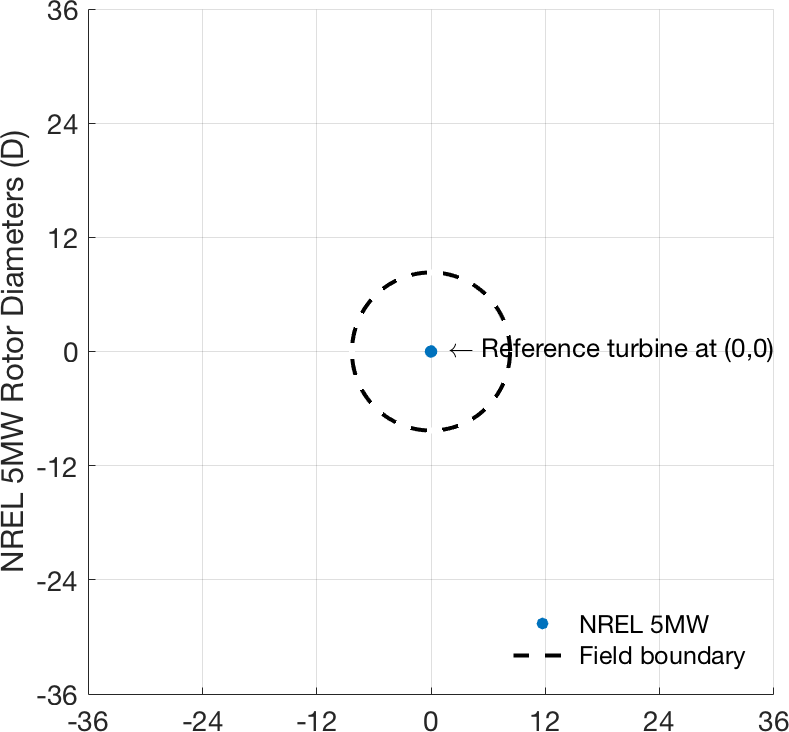 36
24
12
0
-12
-24
-36
NREL 5MW Rotor Diameters (D)
← Reference turbine at (0,0)
NREL 5MW
Field boundary
-36 -24 -12 0 12 24 36